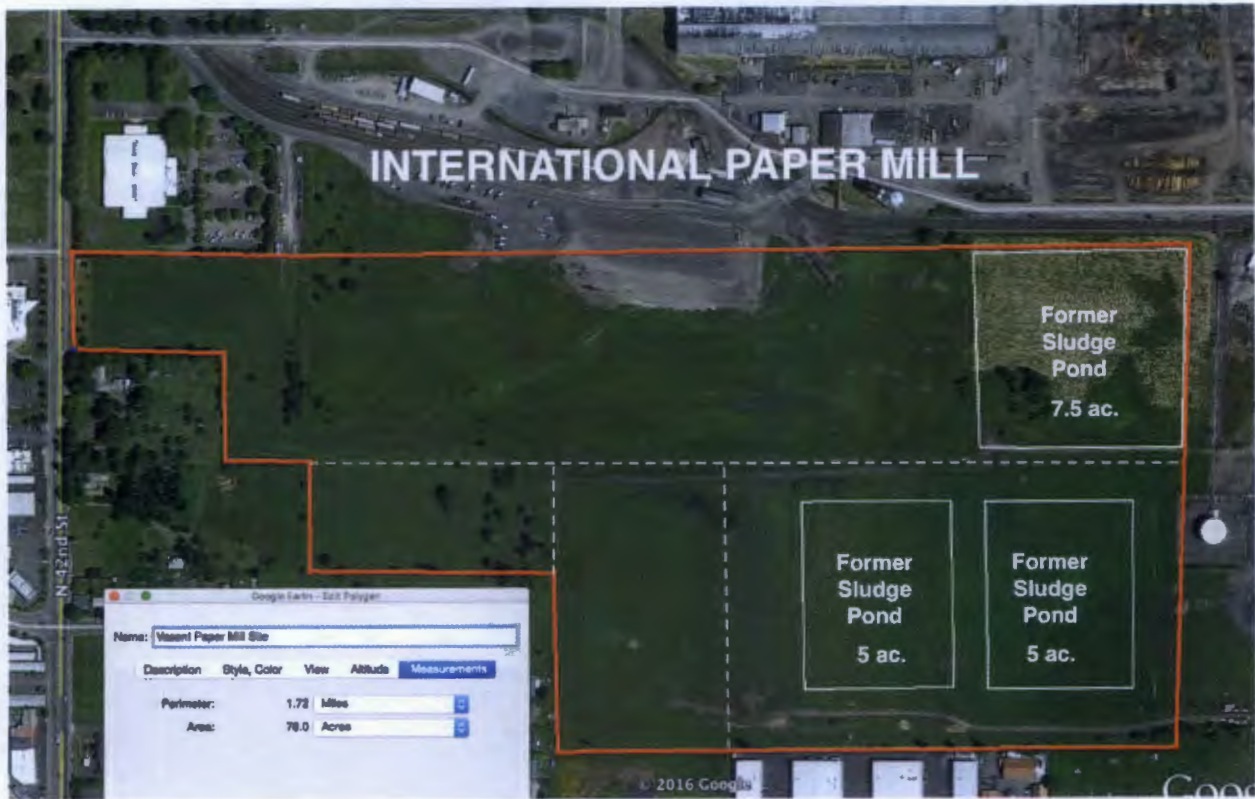 INTERNATIONAL PAPER MILL
Former
Sludge
Pond
7.5 ac.
Former
Sludge
Pond
5 ac.
Former
Sludge
Pond
5 ac.
N 42nd St
Google Earth - Edit Polygon
Name: Vacant Paper Mill Site
Description Style, Color View Altitude Measurements
Perimeter: 1.72 Miles
Area: 78.0 Acres
© 2016 Google
Goog